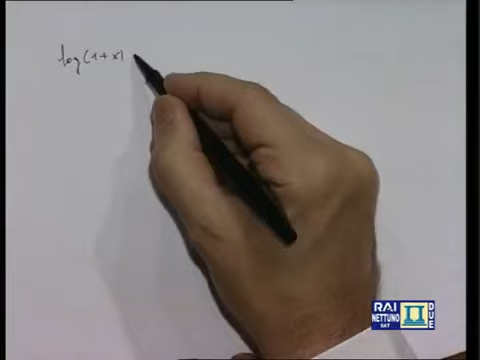 log(1+x)
RAI
NETTUNO
SAT
DUE